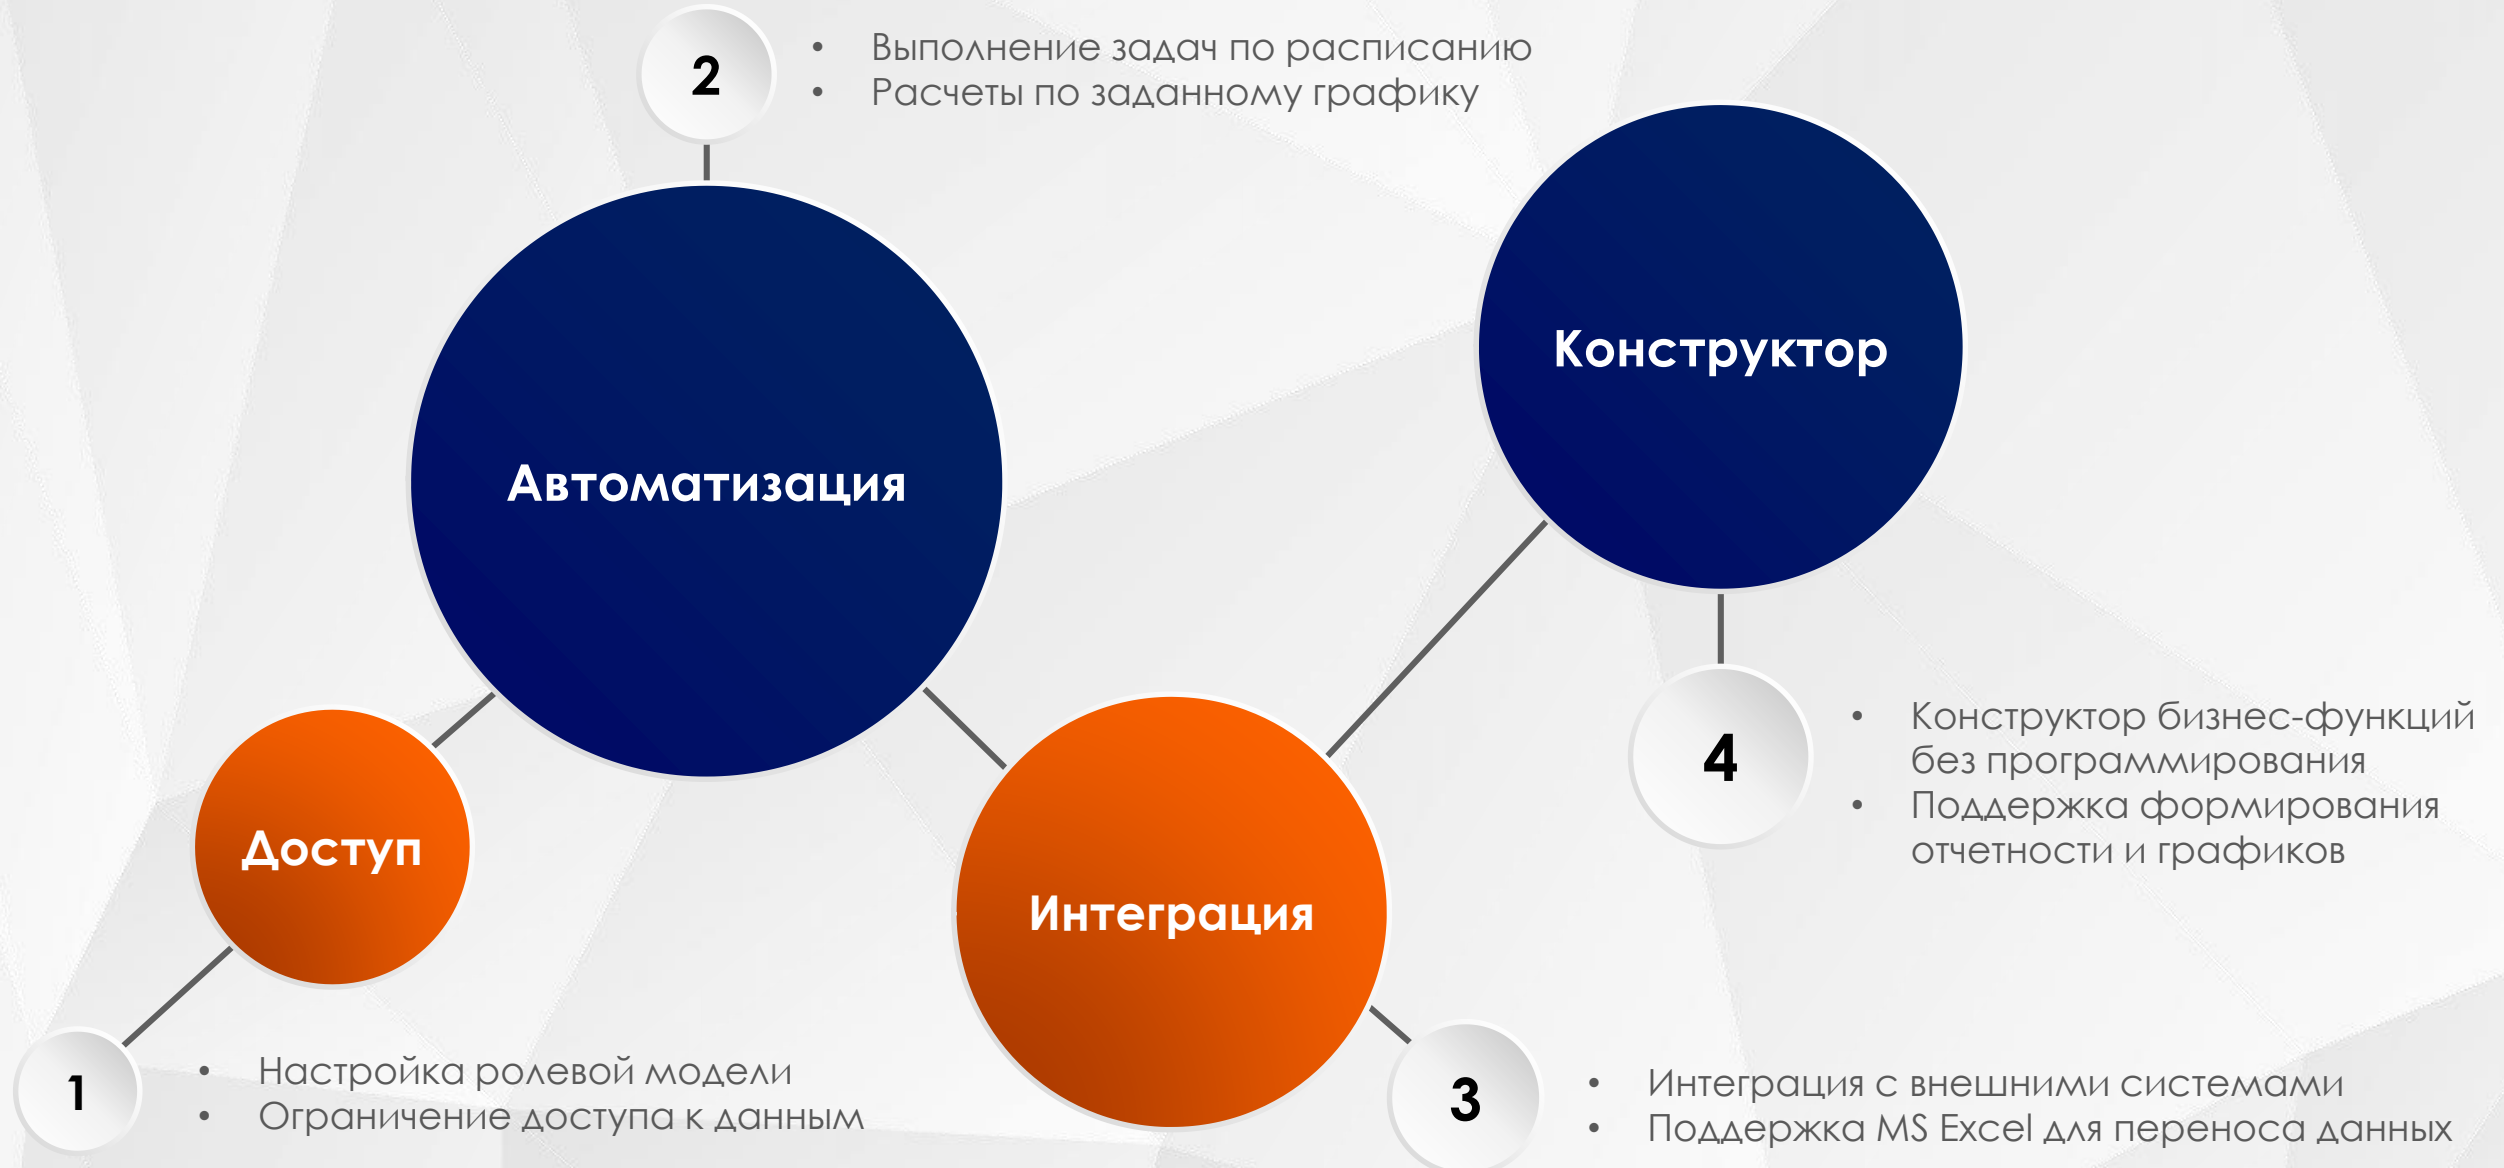 2
• Выполнение задач по расписанию
• Расчеты по заданному графику
Автоматизация
Конструктор
Доступ
Интеграция
4
• Конструктор бизнес-функций
без программирования
• Поддержка формирования
отчетности и графиков
1
• Настройка ролевой модели
• Ограничение доступа к данным
3
• Интеграция с внешними системами
• Поддержка MS Excel для переноса данных